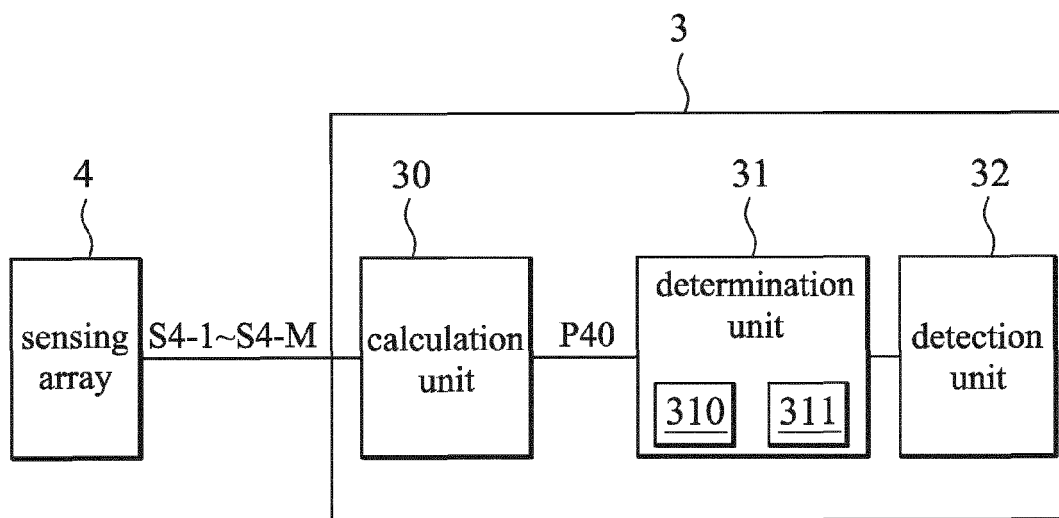 3
4
30
31
32
sensing
array
S4-1~S4-M
calculation
unit
P40
determination
unit
310
311
detection
unit